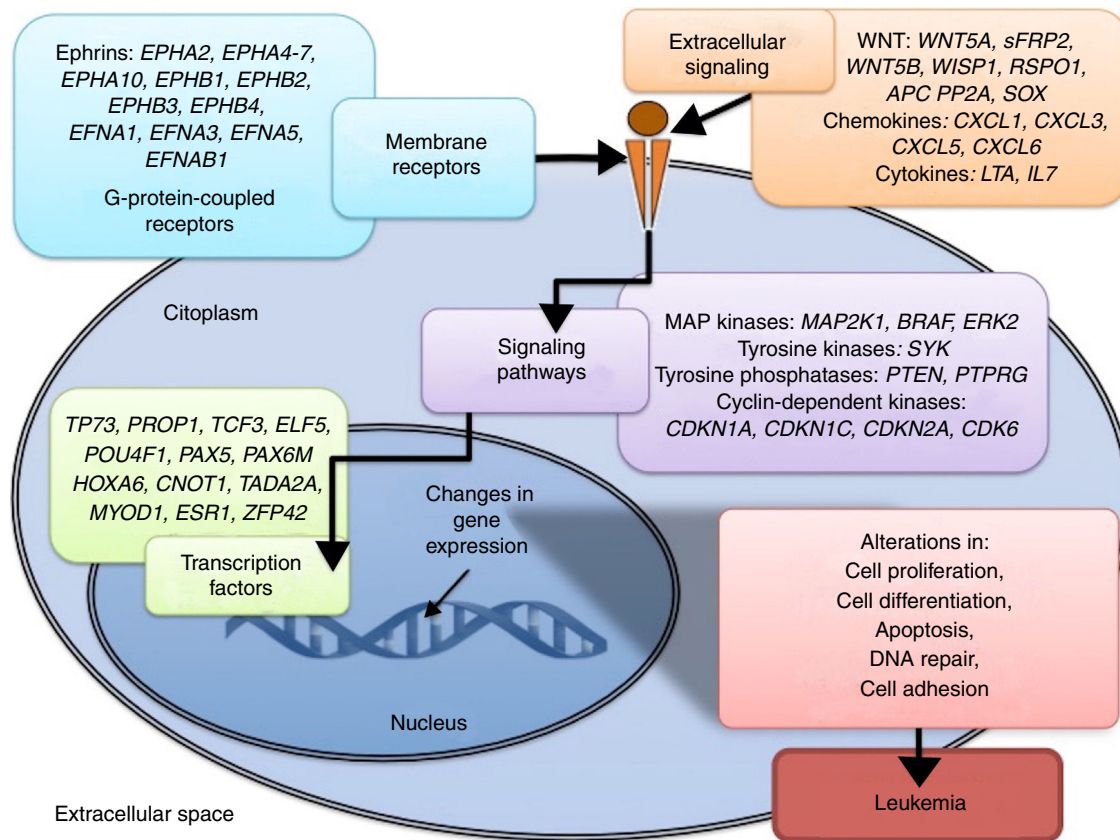 Ephrins: EPHA2, EPHA4-7,
EPHA10, EPHB1, EPHB2,
EPHB3, EPHB4,
EFNA1, EFNA3, EFNA5,
EFNAB1
G-protein-coupled
receptors
Membrane
receptors
Extracellular
signaling
WNT: WNT5A, sFRP2,
WNT5B, WISP1, RSPO1,
APC PP2A, SOX
Chemokines: CXCL1, CXCL3,
CXCL5, CXCL6
Cytokines: LTA, IL7
Citoplasm
Signaling
pathways
MAP kinases: MAP2K1, BRAF, ERK2
Tyrosine kinases: SYK
Tyrosine phosphatases: PTEN, PTPRG
Cyclin-dependent kinases:
CDKN1A, CDKN1C, CDKN2A, CDK6
TP73, PROP1, TCF3, ELF5,
POU4F1, PAX5, PAX6M
HOXA6, CNOT1, TADA2A,
MYOD1, ESR1, ZFP42
Transcription
factors
Changes in
gene
expression
Nucleus
Alterations in:
Cell proliferation,
Cell differentiation,
Apoptosis,
DNA repair,
Cell adhesion
Leukemia
Extracellular space